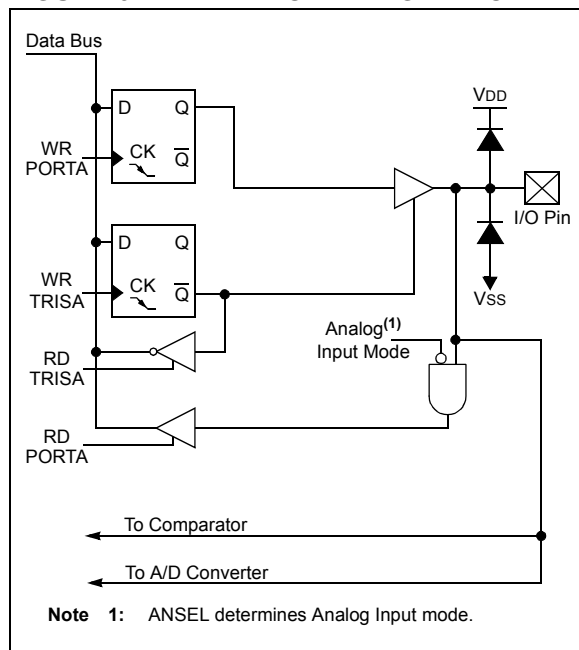 Data Bus
D Q
WR
PORTA
CK Q
VDD
I/O Pin
VSS
D Q
WR
TRISA
CK Q
Analog(1)
Input Mode
RD
TRISA
RD
PORTA
To Comparator
To A/D Converter
Note 1: ANSEL determines Analog Input mode.